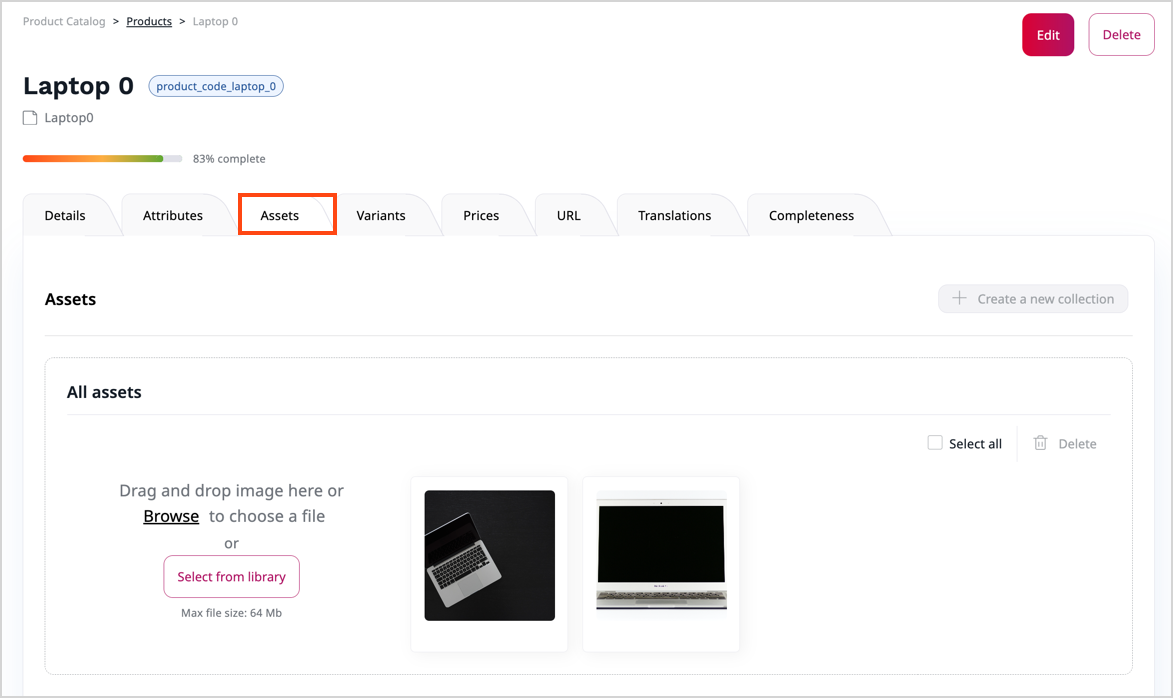 Product Catalog > Products > Laptop 0
Edit
Delete
Laptop 0 product_code_laptop_0
Laptop0
83% complete
Details Attributes Assets Variants Prices URL Translations Completeness
Assets
Create a new collection
All assets
Select all
Delete
Drag and drop image here or
Browse to choose a file
or
Select from library
Max file size: 64 Mb